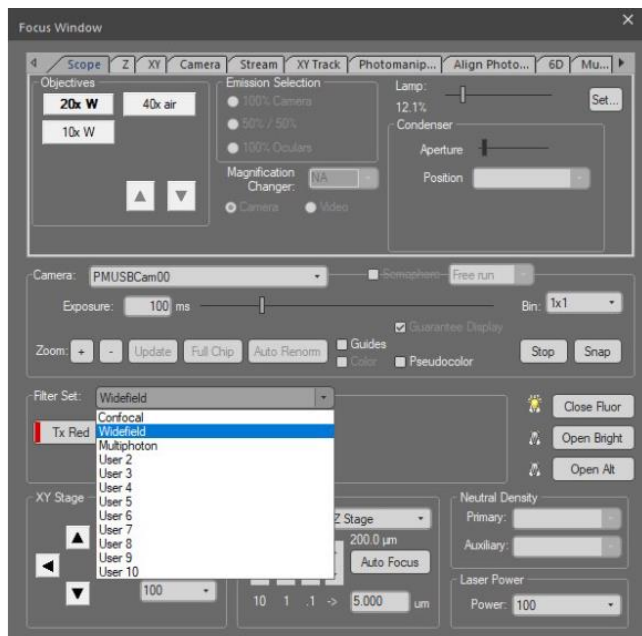 Focus Window
Scope Z XY Camera Stream XY Track Photomanip... Align Photo... 6D Mu...
Objectives
20x W 40x air
10x W
Emission Selection
100% Camera
50% / 50%
100% Oculars
Magnification
Changer: NA
Camera Video
Lamp:
12.1%
Set...
Condenser
Aperture
Position
Camera: PMUSBCam00 Semaphore Free run
Exposure: 100 ms Bin: 1x1
Guarantee Display
Zoom: + - Update Full Chip Auto Renorm Guides Color Pseudocolor Stop Snap
Filter Set: Widefield
Tx Red
Confocal
Widefield
Multiphoton
User 2
User 3
User 4
User 5
User 6
User 7
User 8
User 9
User 10
Close Fluor
Open Bright
Open Alt
XY Stage
100
Z Stage
200.0 µm
Auto Focus
10 1 .1 -> 5.000 um
Neutral Density
Primary:
Auxiliary:
Laser Power
Power: 100